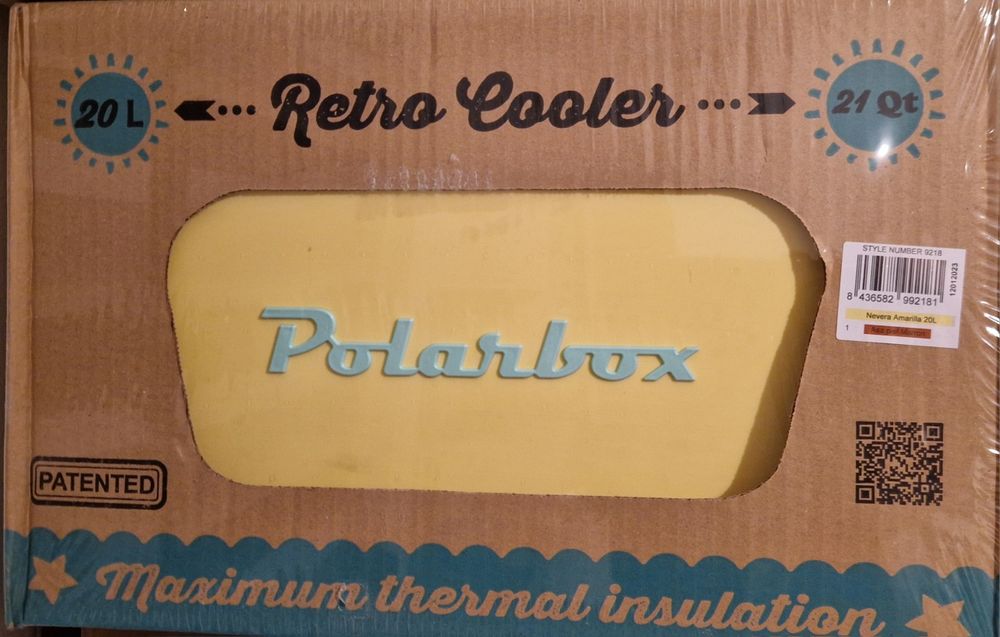 20 L
Retro Cooler
21 Qt
STYLE NUMBER 9218
8 436582 992181
12012023
Nevera Amarilla 20L
1
Polarbox
PATENTED
Maximum thermal insulation